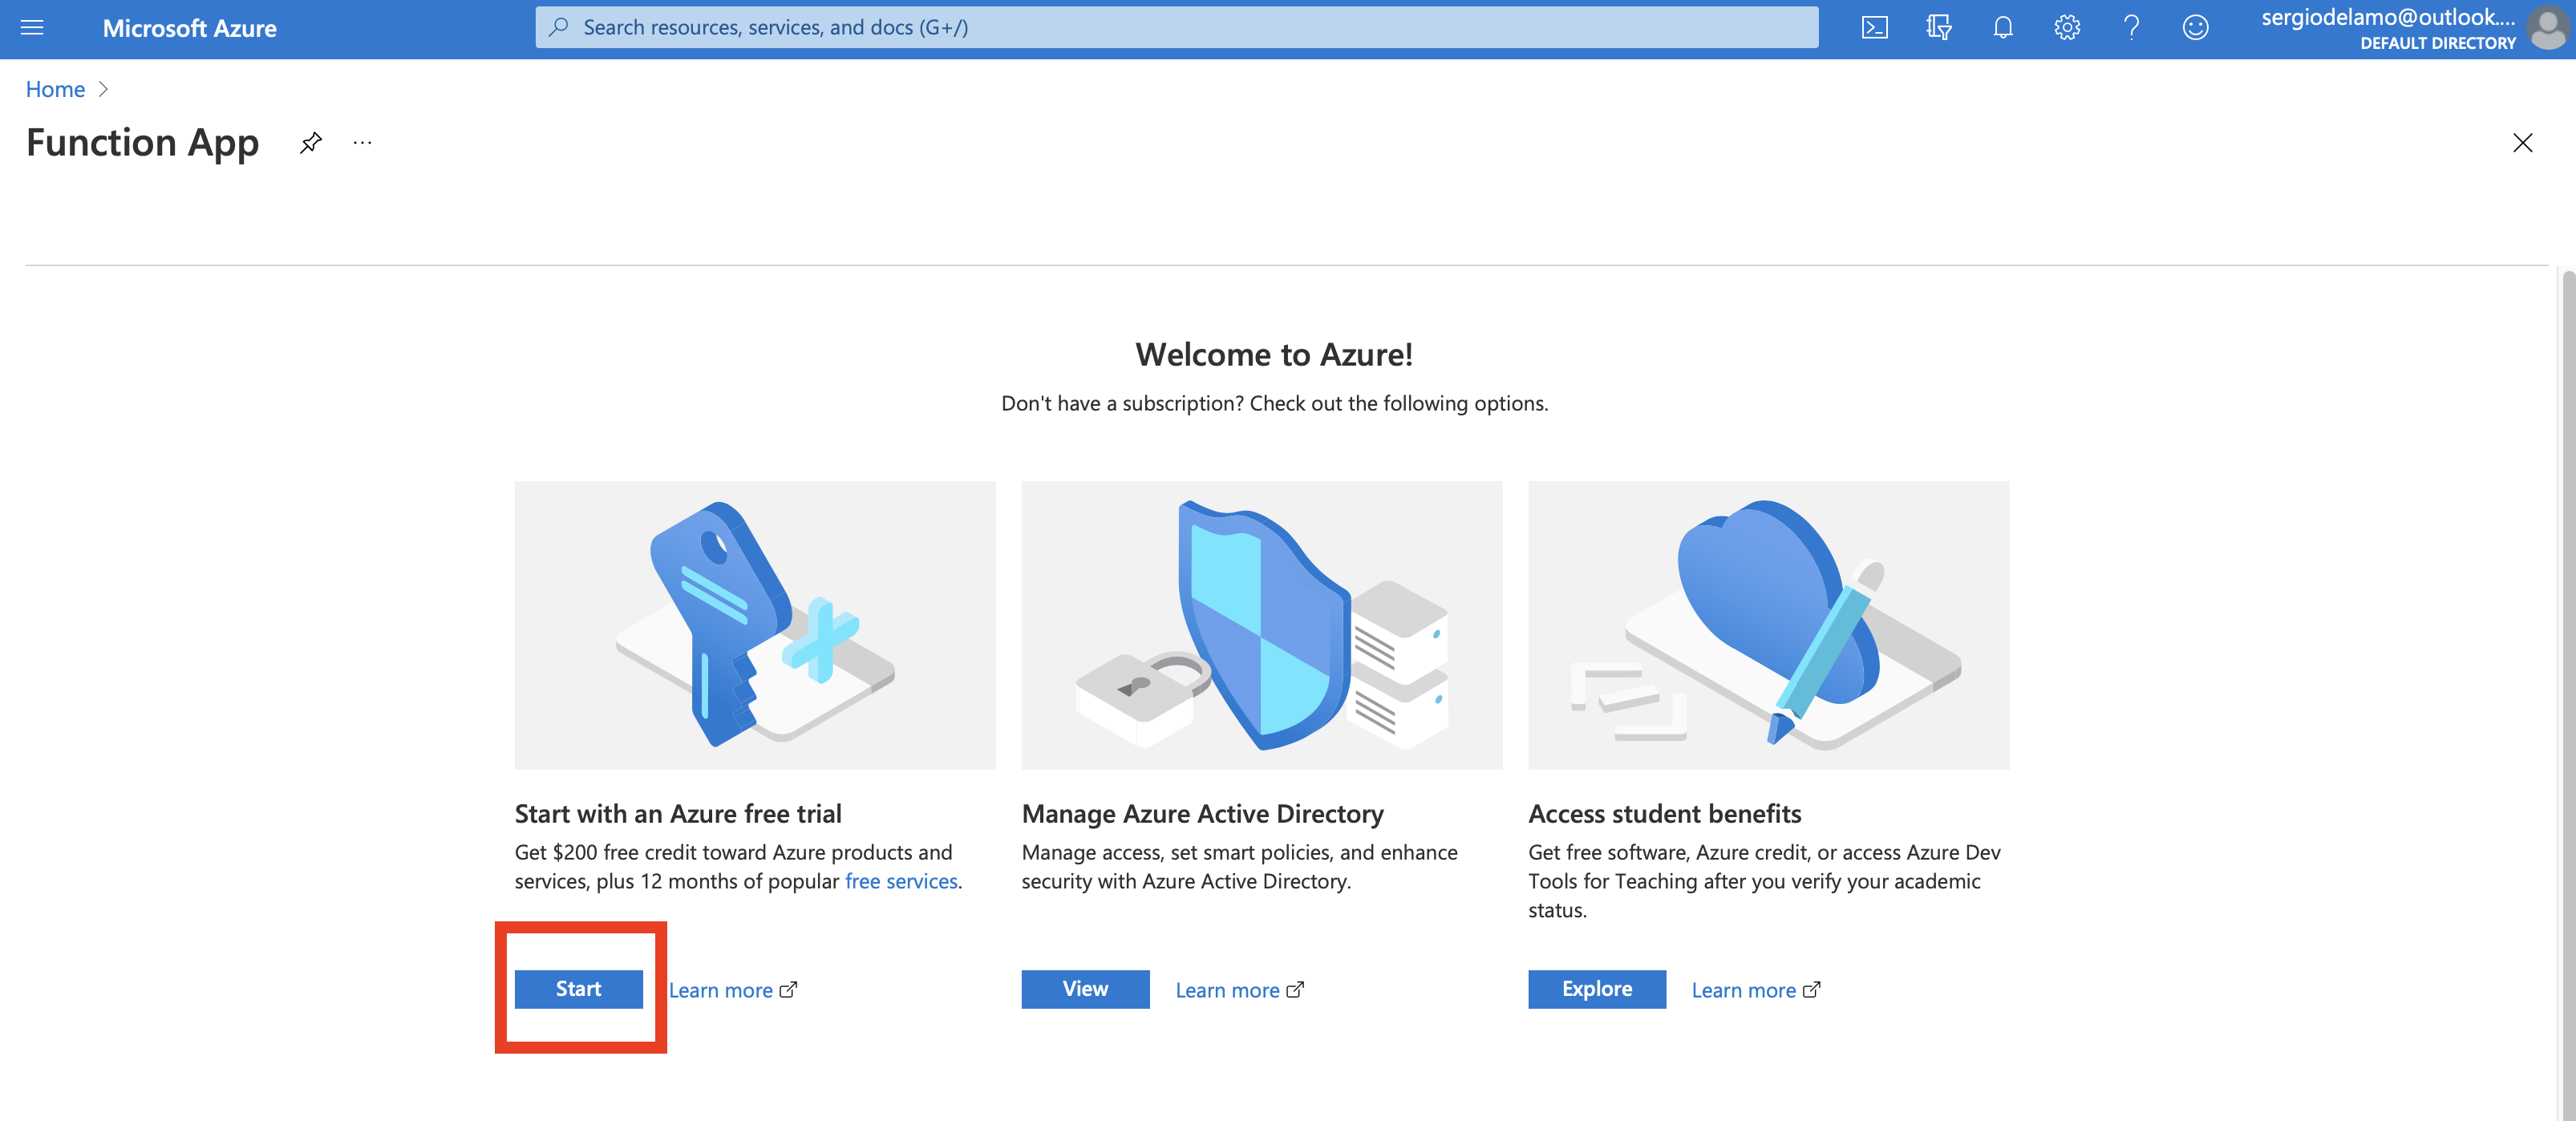 Microsoft Azure
Search resources, services, and docs (G+/)
sergiodelamo@outlook....
DEFAULT DIRECTORY
Home
Function App
Welcome to Azure!
Don't have a subscription? Check out the following options.
Start with an Azure free trial
Get $200 free credit toward Azure products and
services, plus 12 months of popular free services.
Start
Learn more
Manage Azure Active Directory
Manage access, set smart policies, and enhance
security with Azure Active Directory.
View
Learn more
Access student benefits
Get free software, Azure credit, or access Azure Dev
Tools for Teaching after you verify your academic
status.
Explore
Learn more